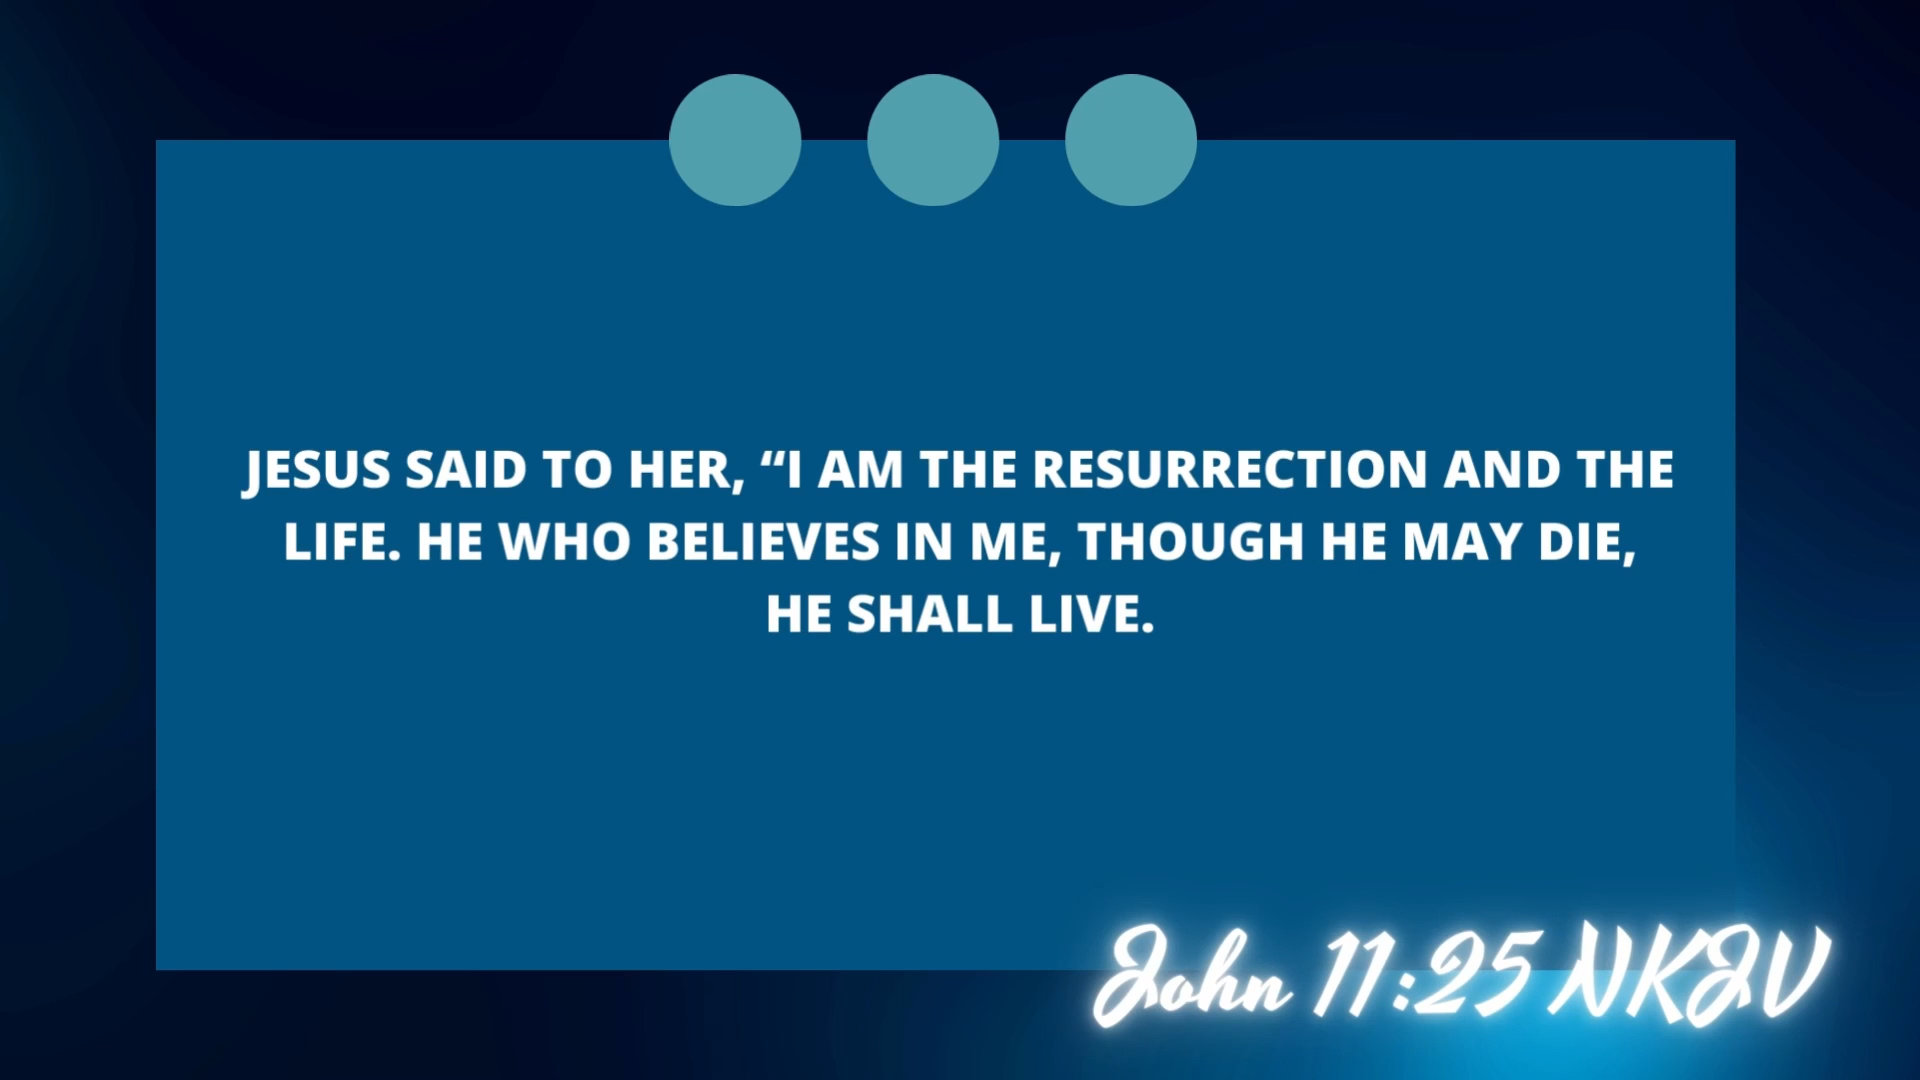 JESUS SAID TO HER, “I AM THE RESURRECTION AND THE
LIFE. HE WHO BELIEVES IN ME, THOUGH HE MAY DIE,
HE SHALL LIVE.
John 11:25 NKJV